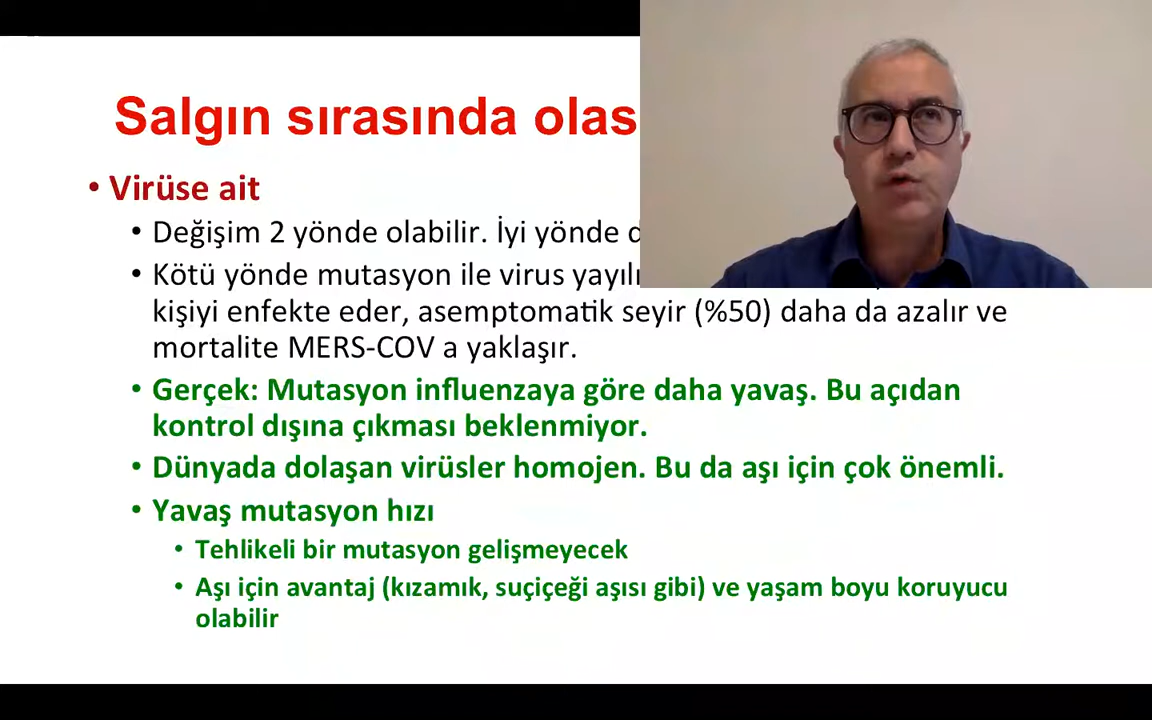 Salgın sırasında olas
• Virüse ait
• Değişim 2 yönde olabilir. İyi yönde
• Kötü yönde mutasyon ile virus
kişiyi enfekte eder, asemptomatik seyir (%50) daha da azalır ve
mortalite MERS-COV a yaklaşır.
• Gerçek: Mutasyon influenzaya göre daha yavaş. Bu açıdan
kontrol dışına çıkması beklenmiyor.
• Dünyada dolaşan virüsler homojen. Bu da aşı için çok önemli.
• Yavaş mutasyon hızı
• Tehlikeli bir mutasyon gelişmeyecek
• Aşı için avantaj (kızamık, suçiçeği aşısı gibi) ve yaşam boyu koruyucu
olabilir